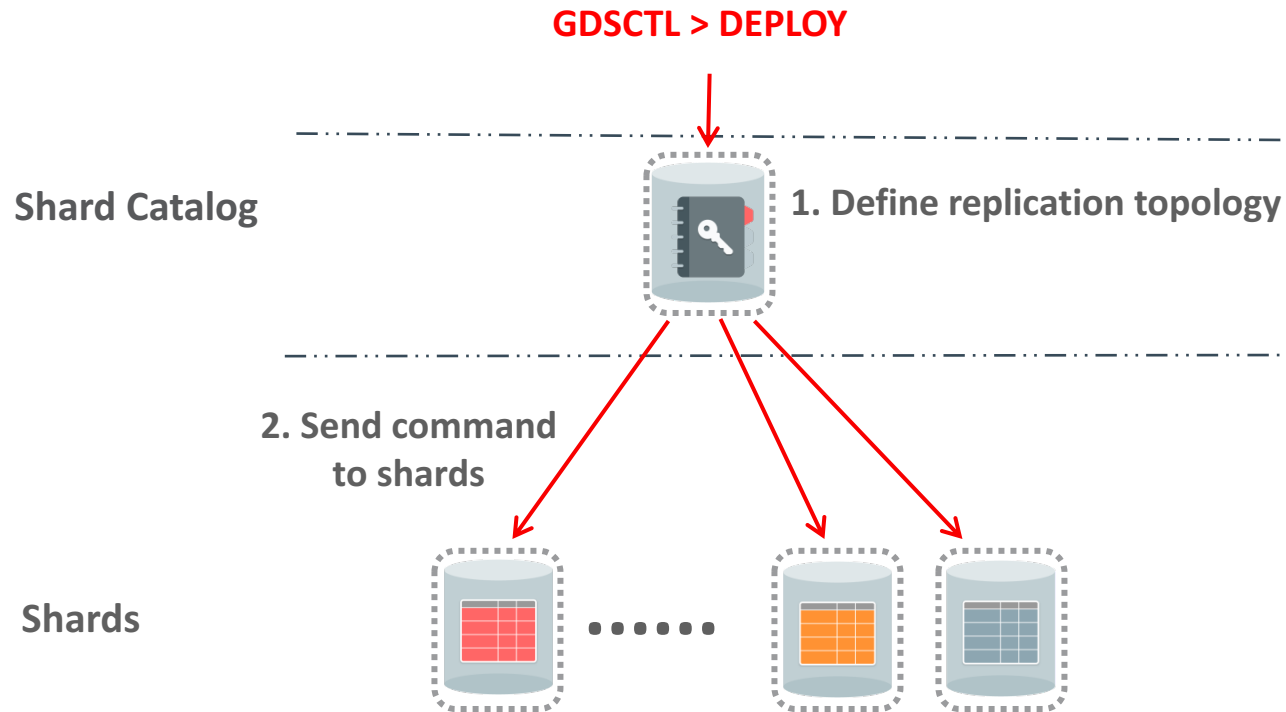 GDSCTL > DEPLOY
Shard Catalog
1. Define replication topology
2. Send command
to shards
Shards